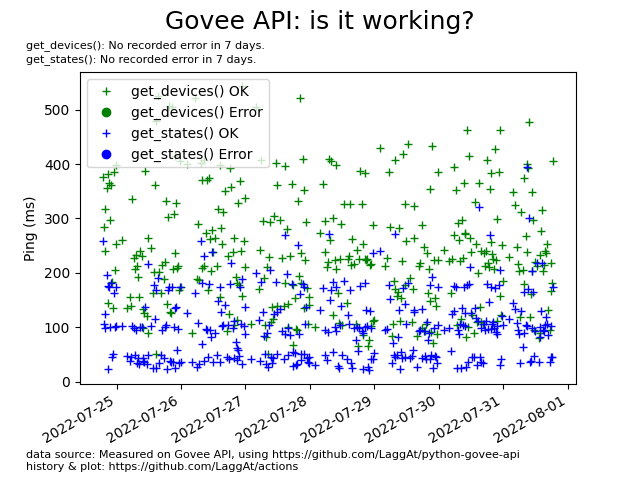 Govee API: is it working?
get_devices(): No recorded error in 7 days.
get_states(): No recorded error in 7 days.
get_devices() OK
get_devices() Error
get_states() OK
get_states() Error
Ping (ms)
500
400
300
200
100
0
2022-07-25
2022-07-26
2022-07-27
2022-07-28
2022-07-29
2022-07-30
2022-07-31
2022-08-01
data source: Measured on Govee API, using https://github.com/LaggAt/python-govee-api
history & plot: https://github.com/LaggAt/actions